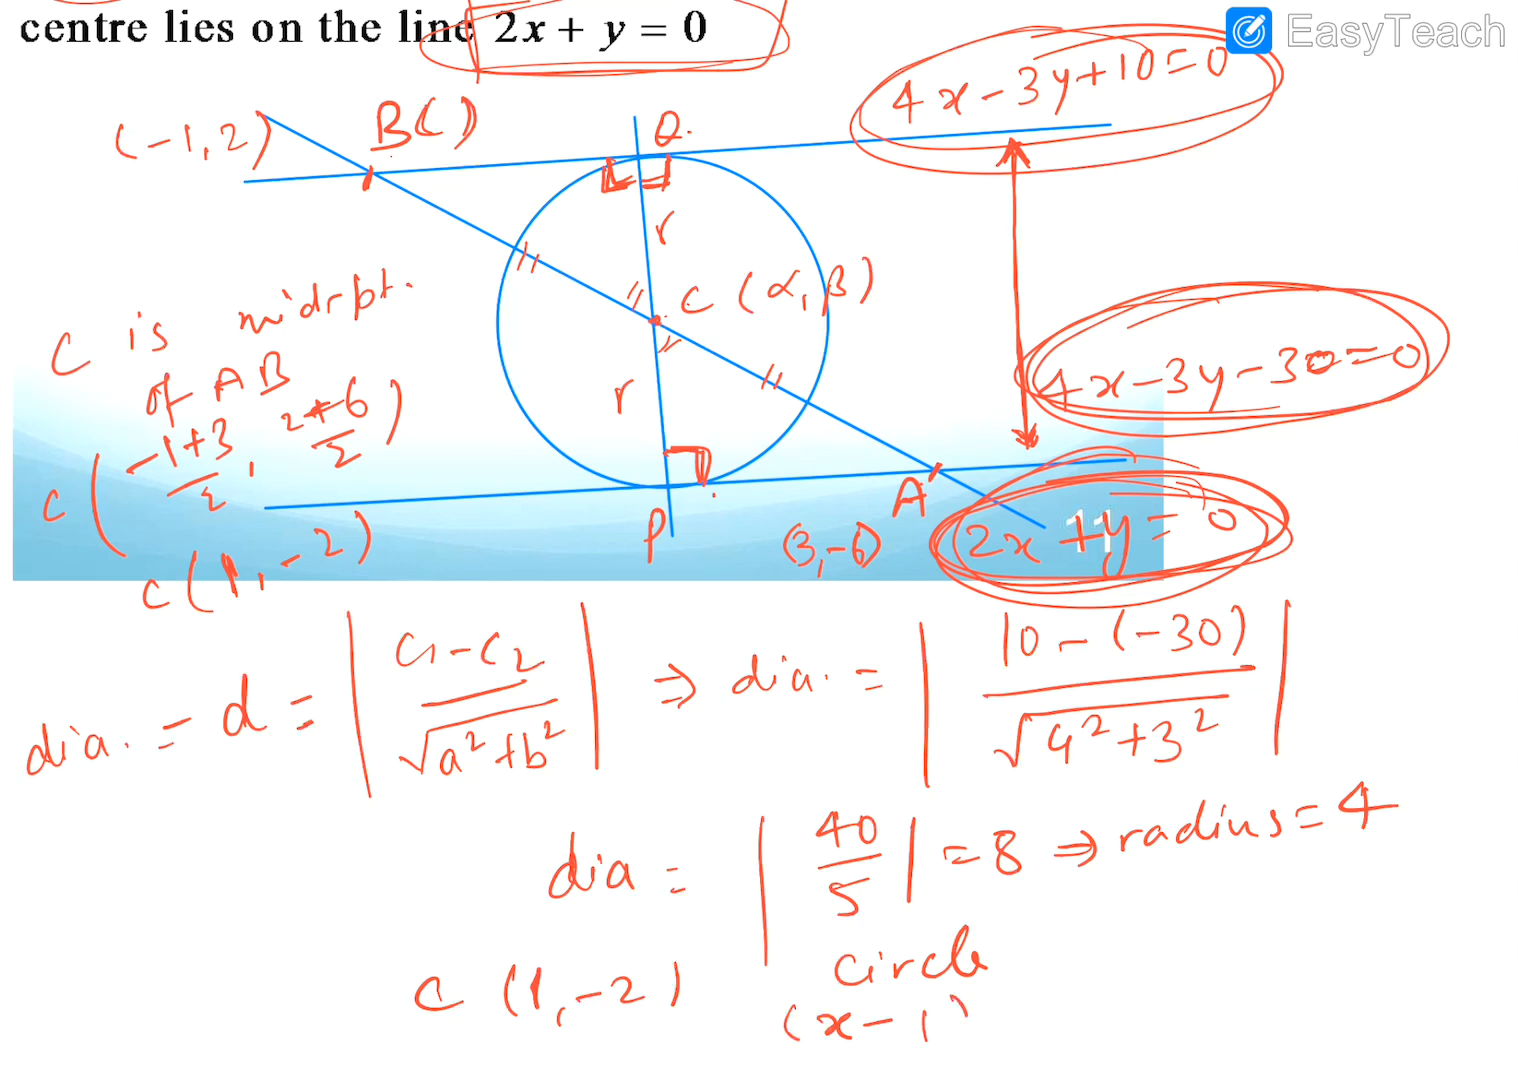 centre lies on the line 2x + y = 0
EasyTeach
4x-3y+10=0
(-1,2)
B( )
Q.
r
C (α, β)
C is midrpt.
of AB
4x-3y-30=0
r
C ( -1+3/2 , 2+-6/2 )
C(1,-2)
P
A
(3,-6)
2x+y=0
dia. = d = | C1-C2 / √a²+b² | ⇒ dia. = | 10-(-30) / √4²+3² |
dia = | 40/5 | = 8 ⇒ radius = 4
C (1,-2)
Circle
(x-1)